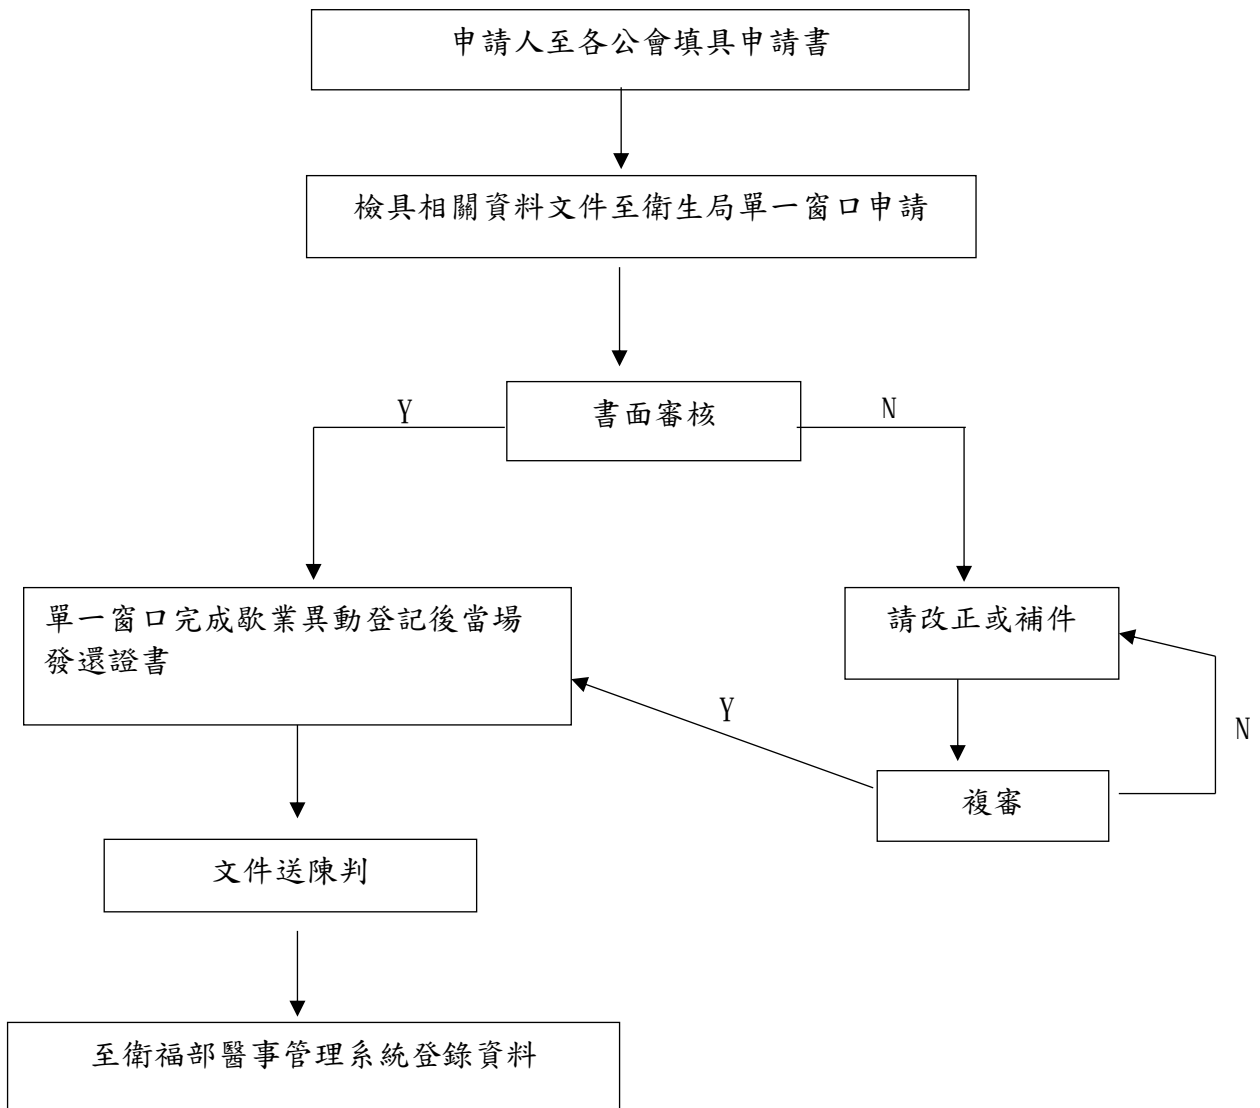 申請人至各公會填具申請書
檢具相關資料文件至衛生局單一窗口申請
書面審核
Y
N
單一窗口完成歇業異動登記後當場
發還證書
請改正或補件
Y
N
複審
文件送陳判
至衛福部醫事管理系統登錄資料